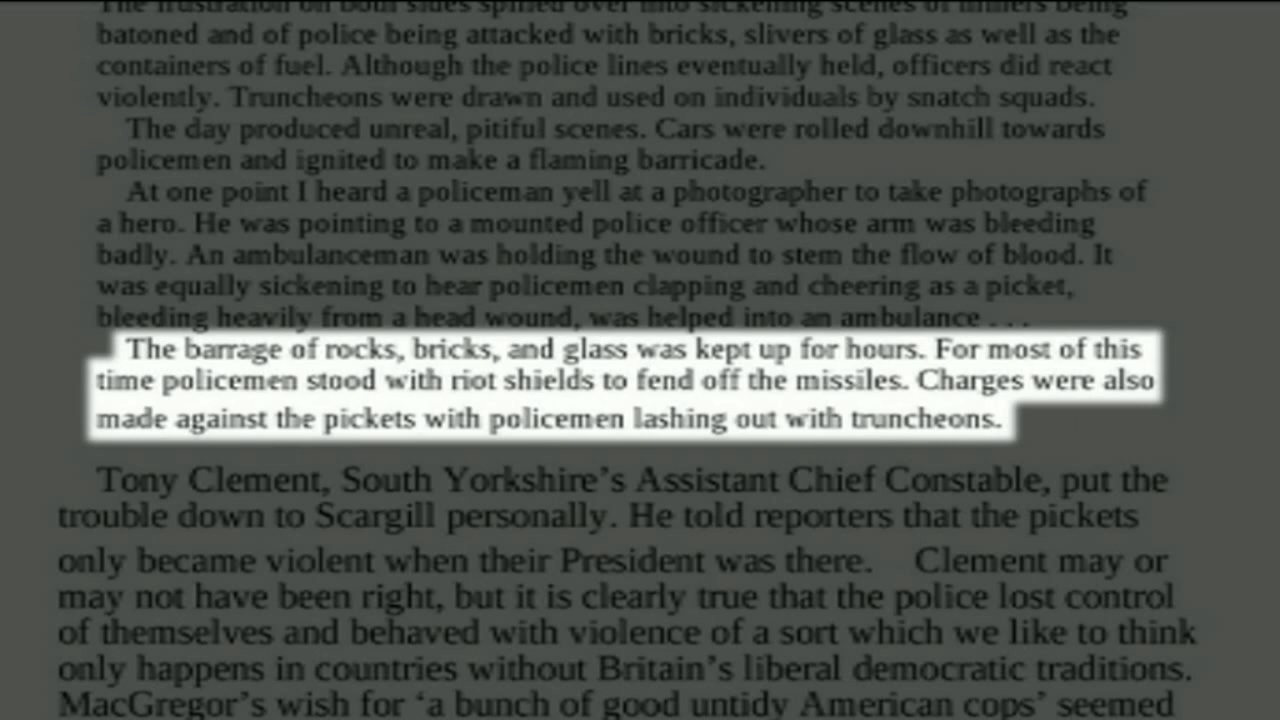 The frustration on both sides spilled over into sickening scenes of miners being
batoned and of police being attacked with bricks, slivers of glass as well as the
containers of fuel. Although the police lines eventually held, officers did react
violently. Truncheons were drawn and used on individuals by snatch squads.
The day produced unreal, pitiful scenes. Cars were rolled downhill towards
policemen and ignited to make a flaming barricade.
At one point I heard a policeman yell at a photographer to take photographs of
a hero. He was pointing to a mounted police officer whose arm was bleeding
badly. An ambulanceman was holding the wound to stem the flow of blood. It
was equally sickening to hear policemen clapping and cheering as a picket,
bleeding heavily from a head wound, was helped into an ambulance . . .
The barrage of rocks, bricks, and glass was kept up for hours. For most of this
time policemen stood with riot shields to fend off the missiles. Charges were also
made against the pickets with policemen lashing out with truncheons.
Tony Clement, South Yorkshire’s Assistant Chief Constable, put the
trouble down to Scargill personally. He told reporters that the pickets
only became violent when their President was there. Clement may or
may not have been right, but it is clearly true that the police lost control
of themselves and behaved with violence of a sort which we like to think
only happens in countries without Britain’s liberal democratic traditions.
MacGregor’s wish for ‘a bunch of good untidy American cops’ seemed